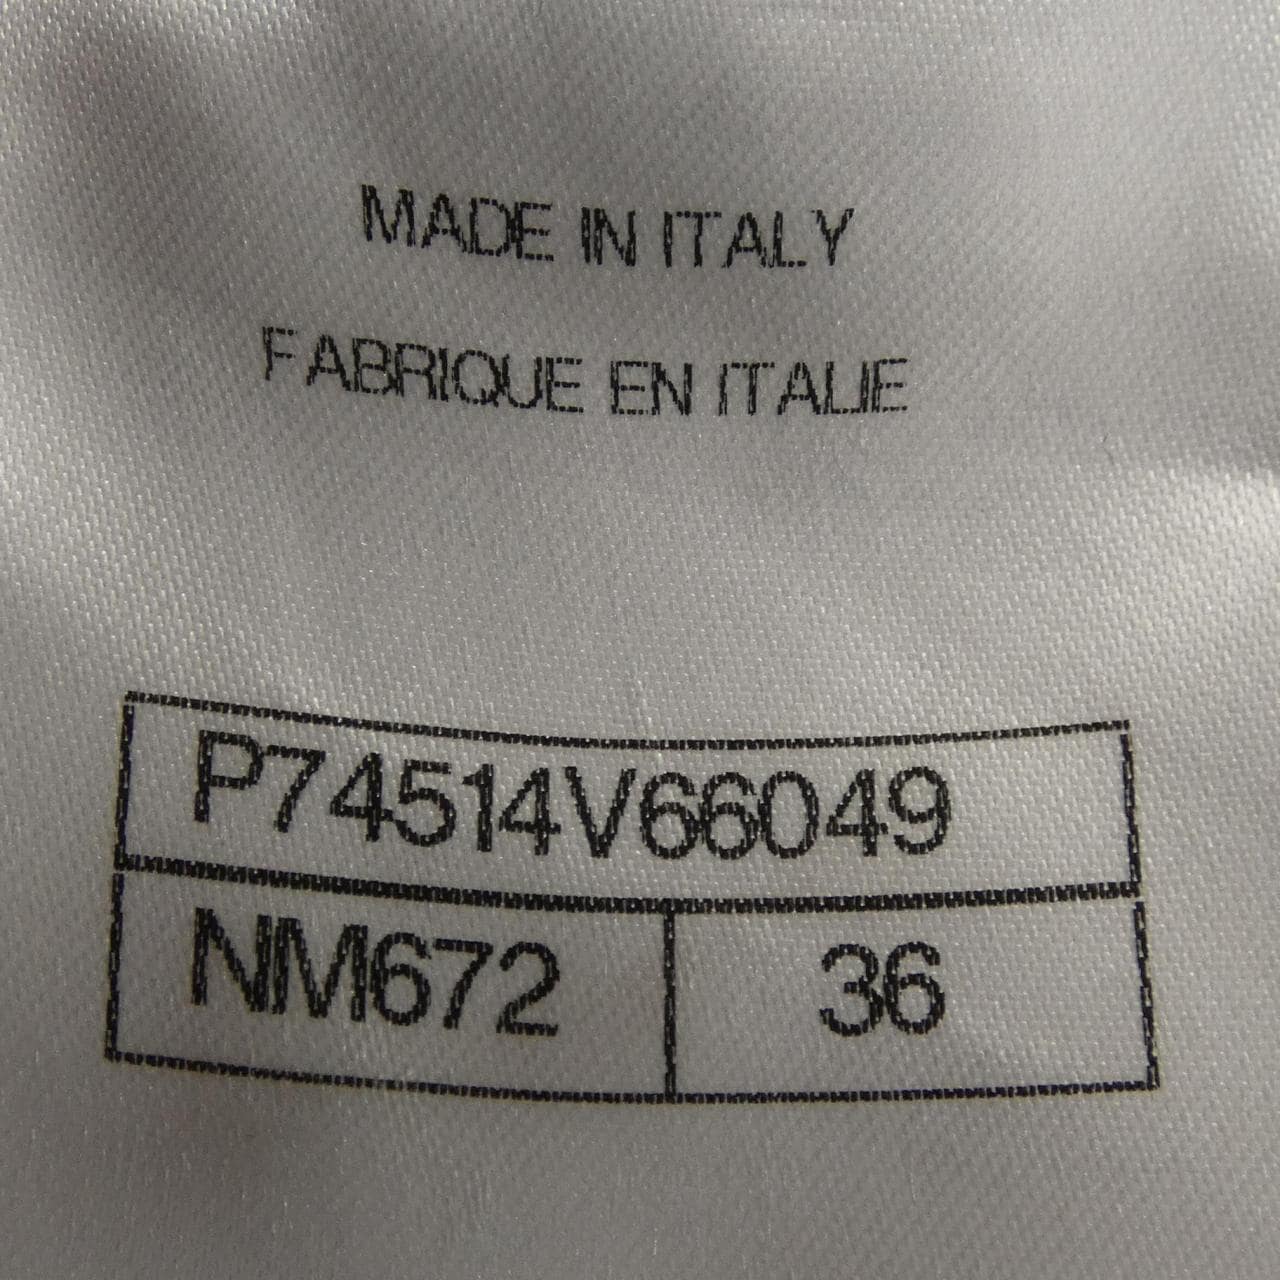 MADE IN ITALY
FABRIQUE EN ITALIE
P74514V66049
NM672 36